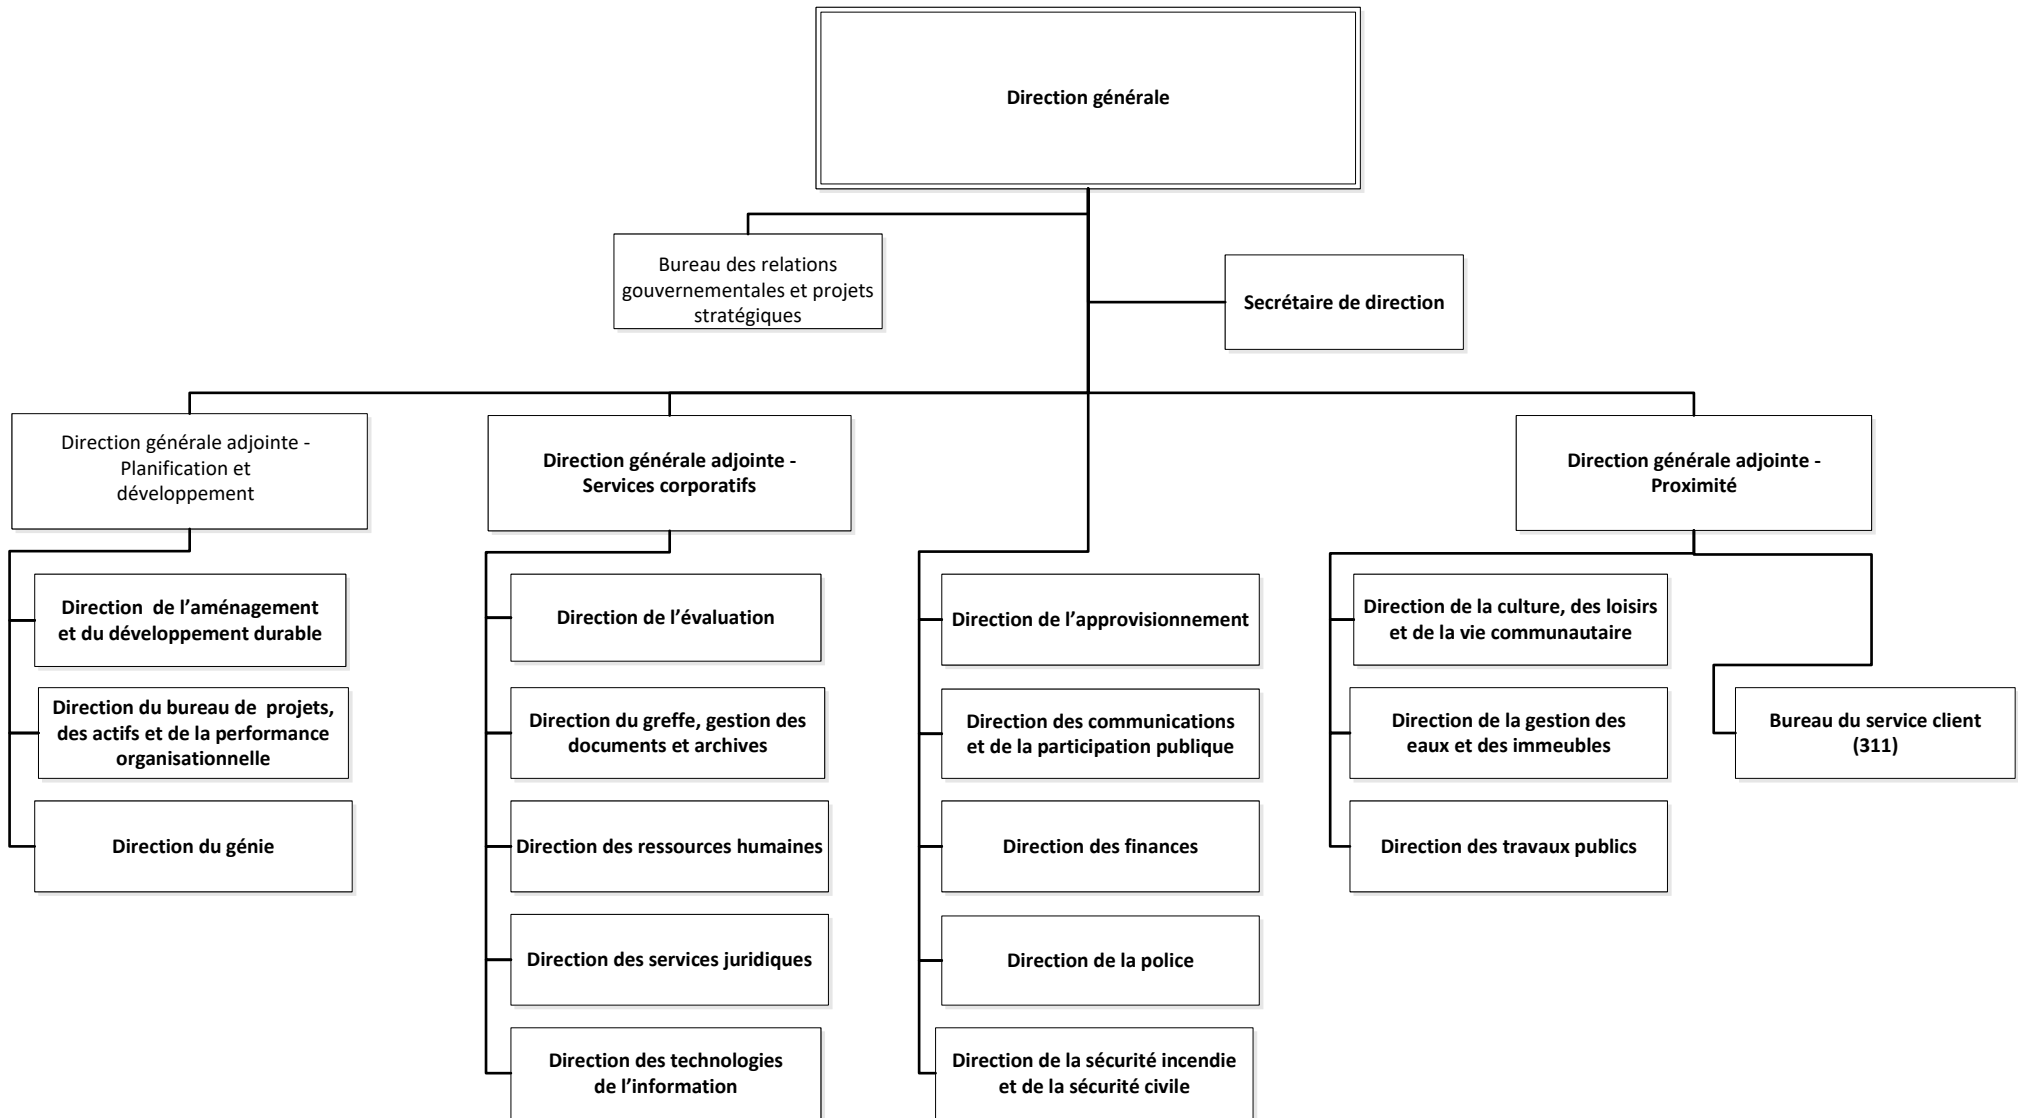 Direction générale
Bureau des relations
gouvernementales et projets
stratégiques
Secrétaire de direction
Direction générale adjointe -
Planification et
développement
Direction générale adjointe -
Services corporatifs
Direction générale adjointe -
Proximité
Direction  de l’aménagement
et du développement durable
Direction du bureau de  projets,
des actifs et de la performance
organisationnelle
Direction du génie
Direction de l’évaluation
Direction du greffe, gestion des
documents et archives
Direction des ressources humaines
Direction des services juridiques
Direction des technologies
de l’information
Direction de l’approvisionnement
Direction des communications
et de la participation publique
Direction des finances
Direction de la police
Direction de la sécurité incendie
et de la sécurité civile
Direction de la culture, des loisirs
et de la vie communautaire
Direction de la gestion des
eaux et des immeubles
Direction des travaux publics
Bureau du service client
(311)